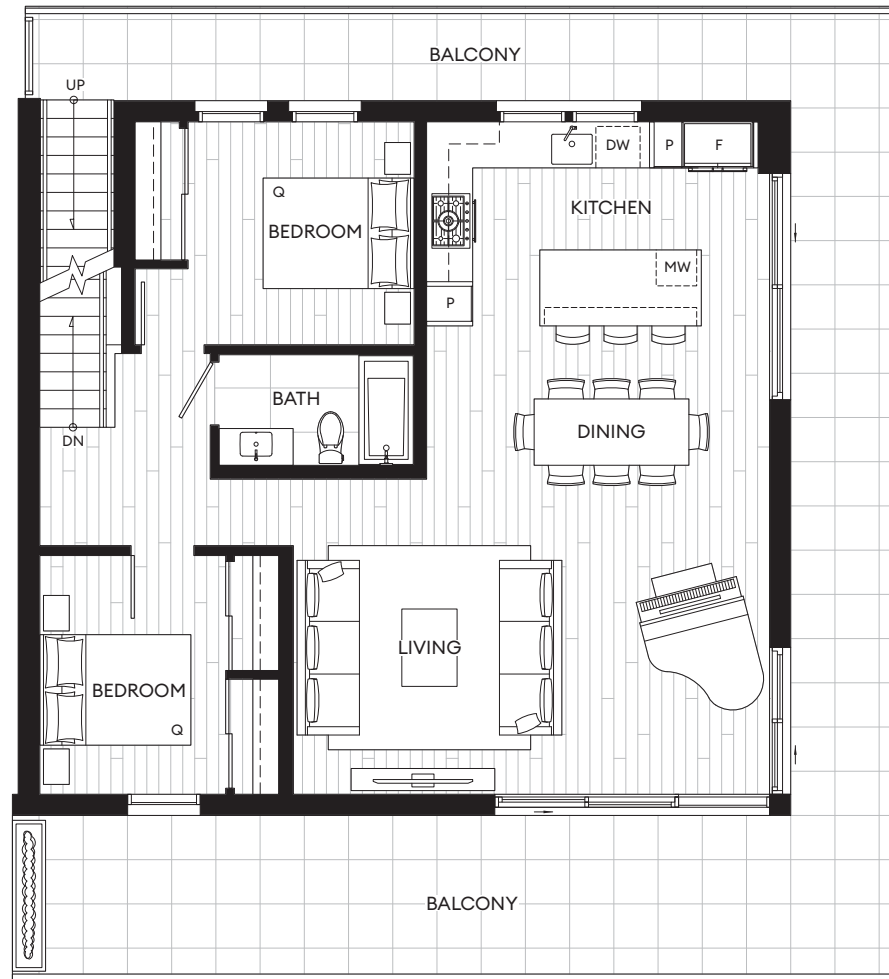 BALCONY
UP
DW
P
F
Q
KITCHEN
BEDROOM
MW
P
BATH
DINING
DN
LIVING
BEDROOM
Q
BALCONY